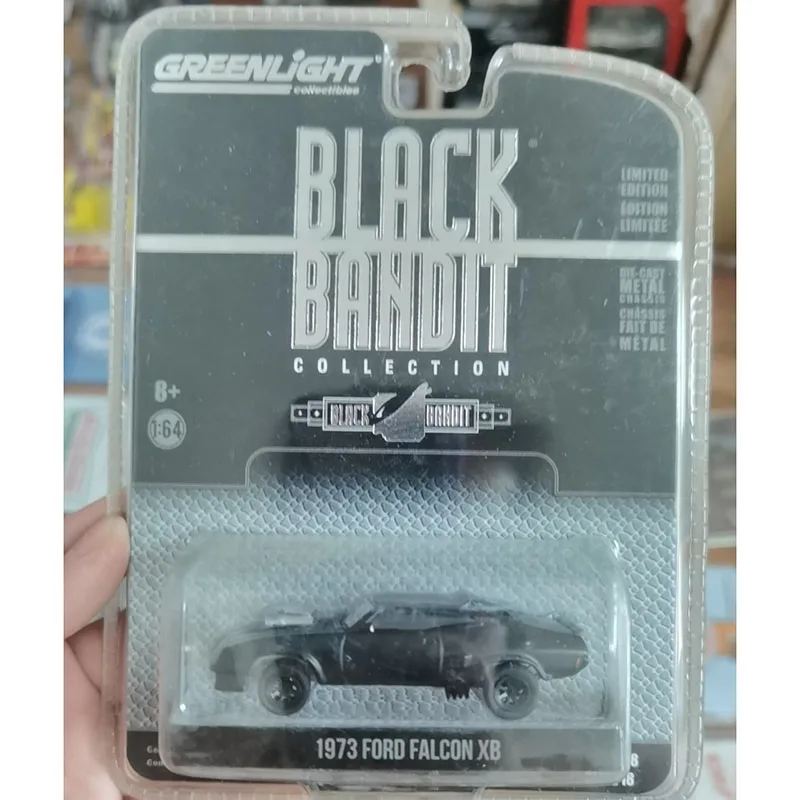 GREENLIGHT
collectibles
BLACK
BANDIT
COLLECTION
LIMITED
EDITION
ÉDITION
LIMITÉE
DIE-CAST
METAL
CHASSIS
CHÂSSIS
FAIT DE
MÉTAL
8+
1:64
BLACK BANDIT
1973 FORD FALCON XB